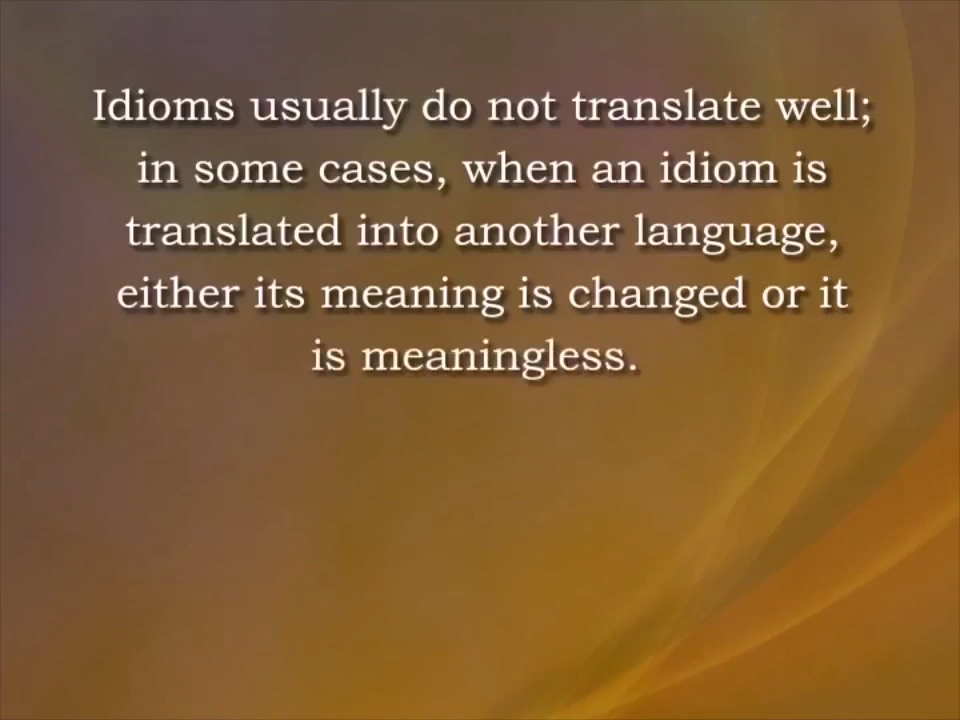 Idioms usually do not translate well;
in some cases, when an idiom is
translated into another language,
either its meaning is changed or it
is meaningless.